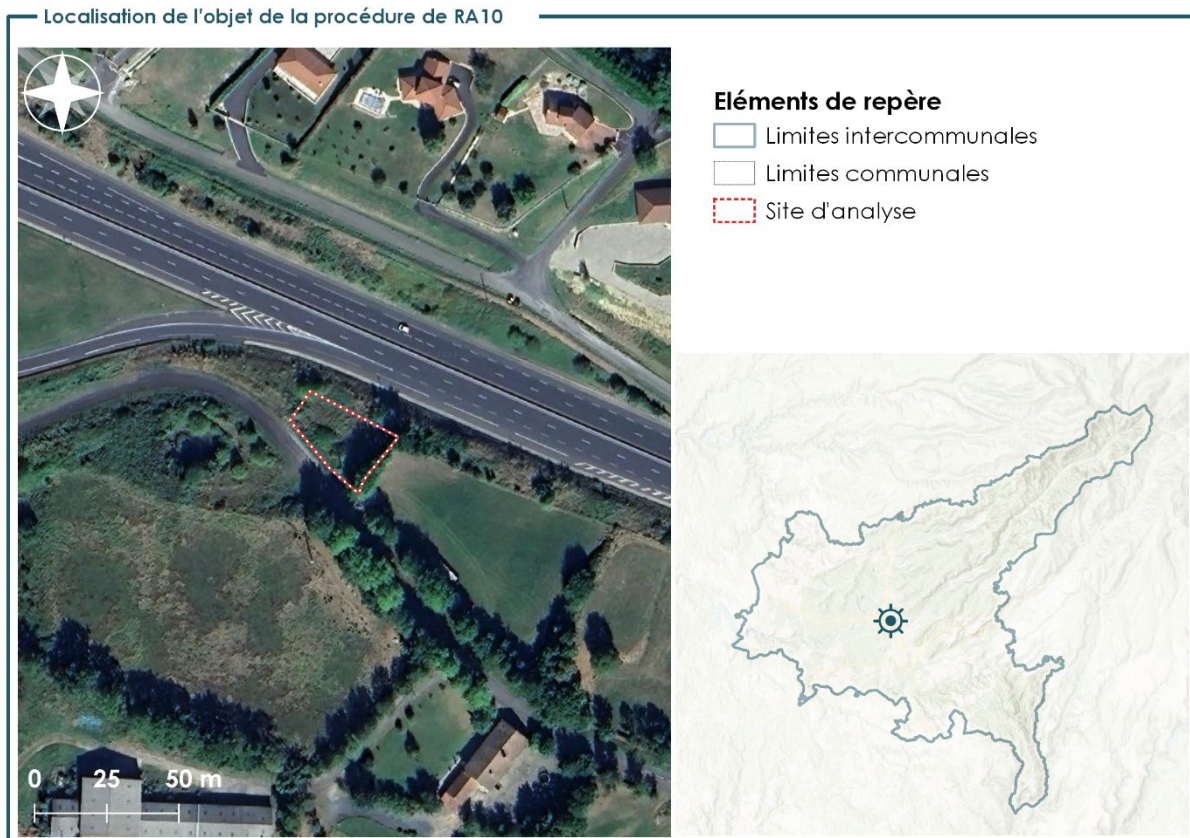 Localisation de l'objet de la procédure de RA10
Eléments de repère
Limites intercommunales
Limites communales
Site d'analyse
0 25 50 m